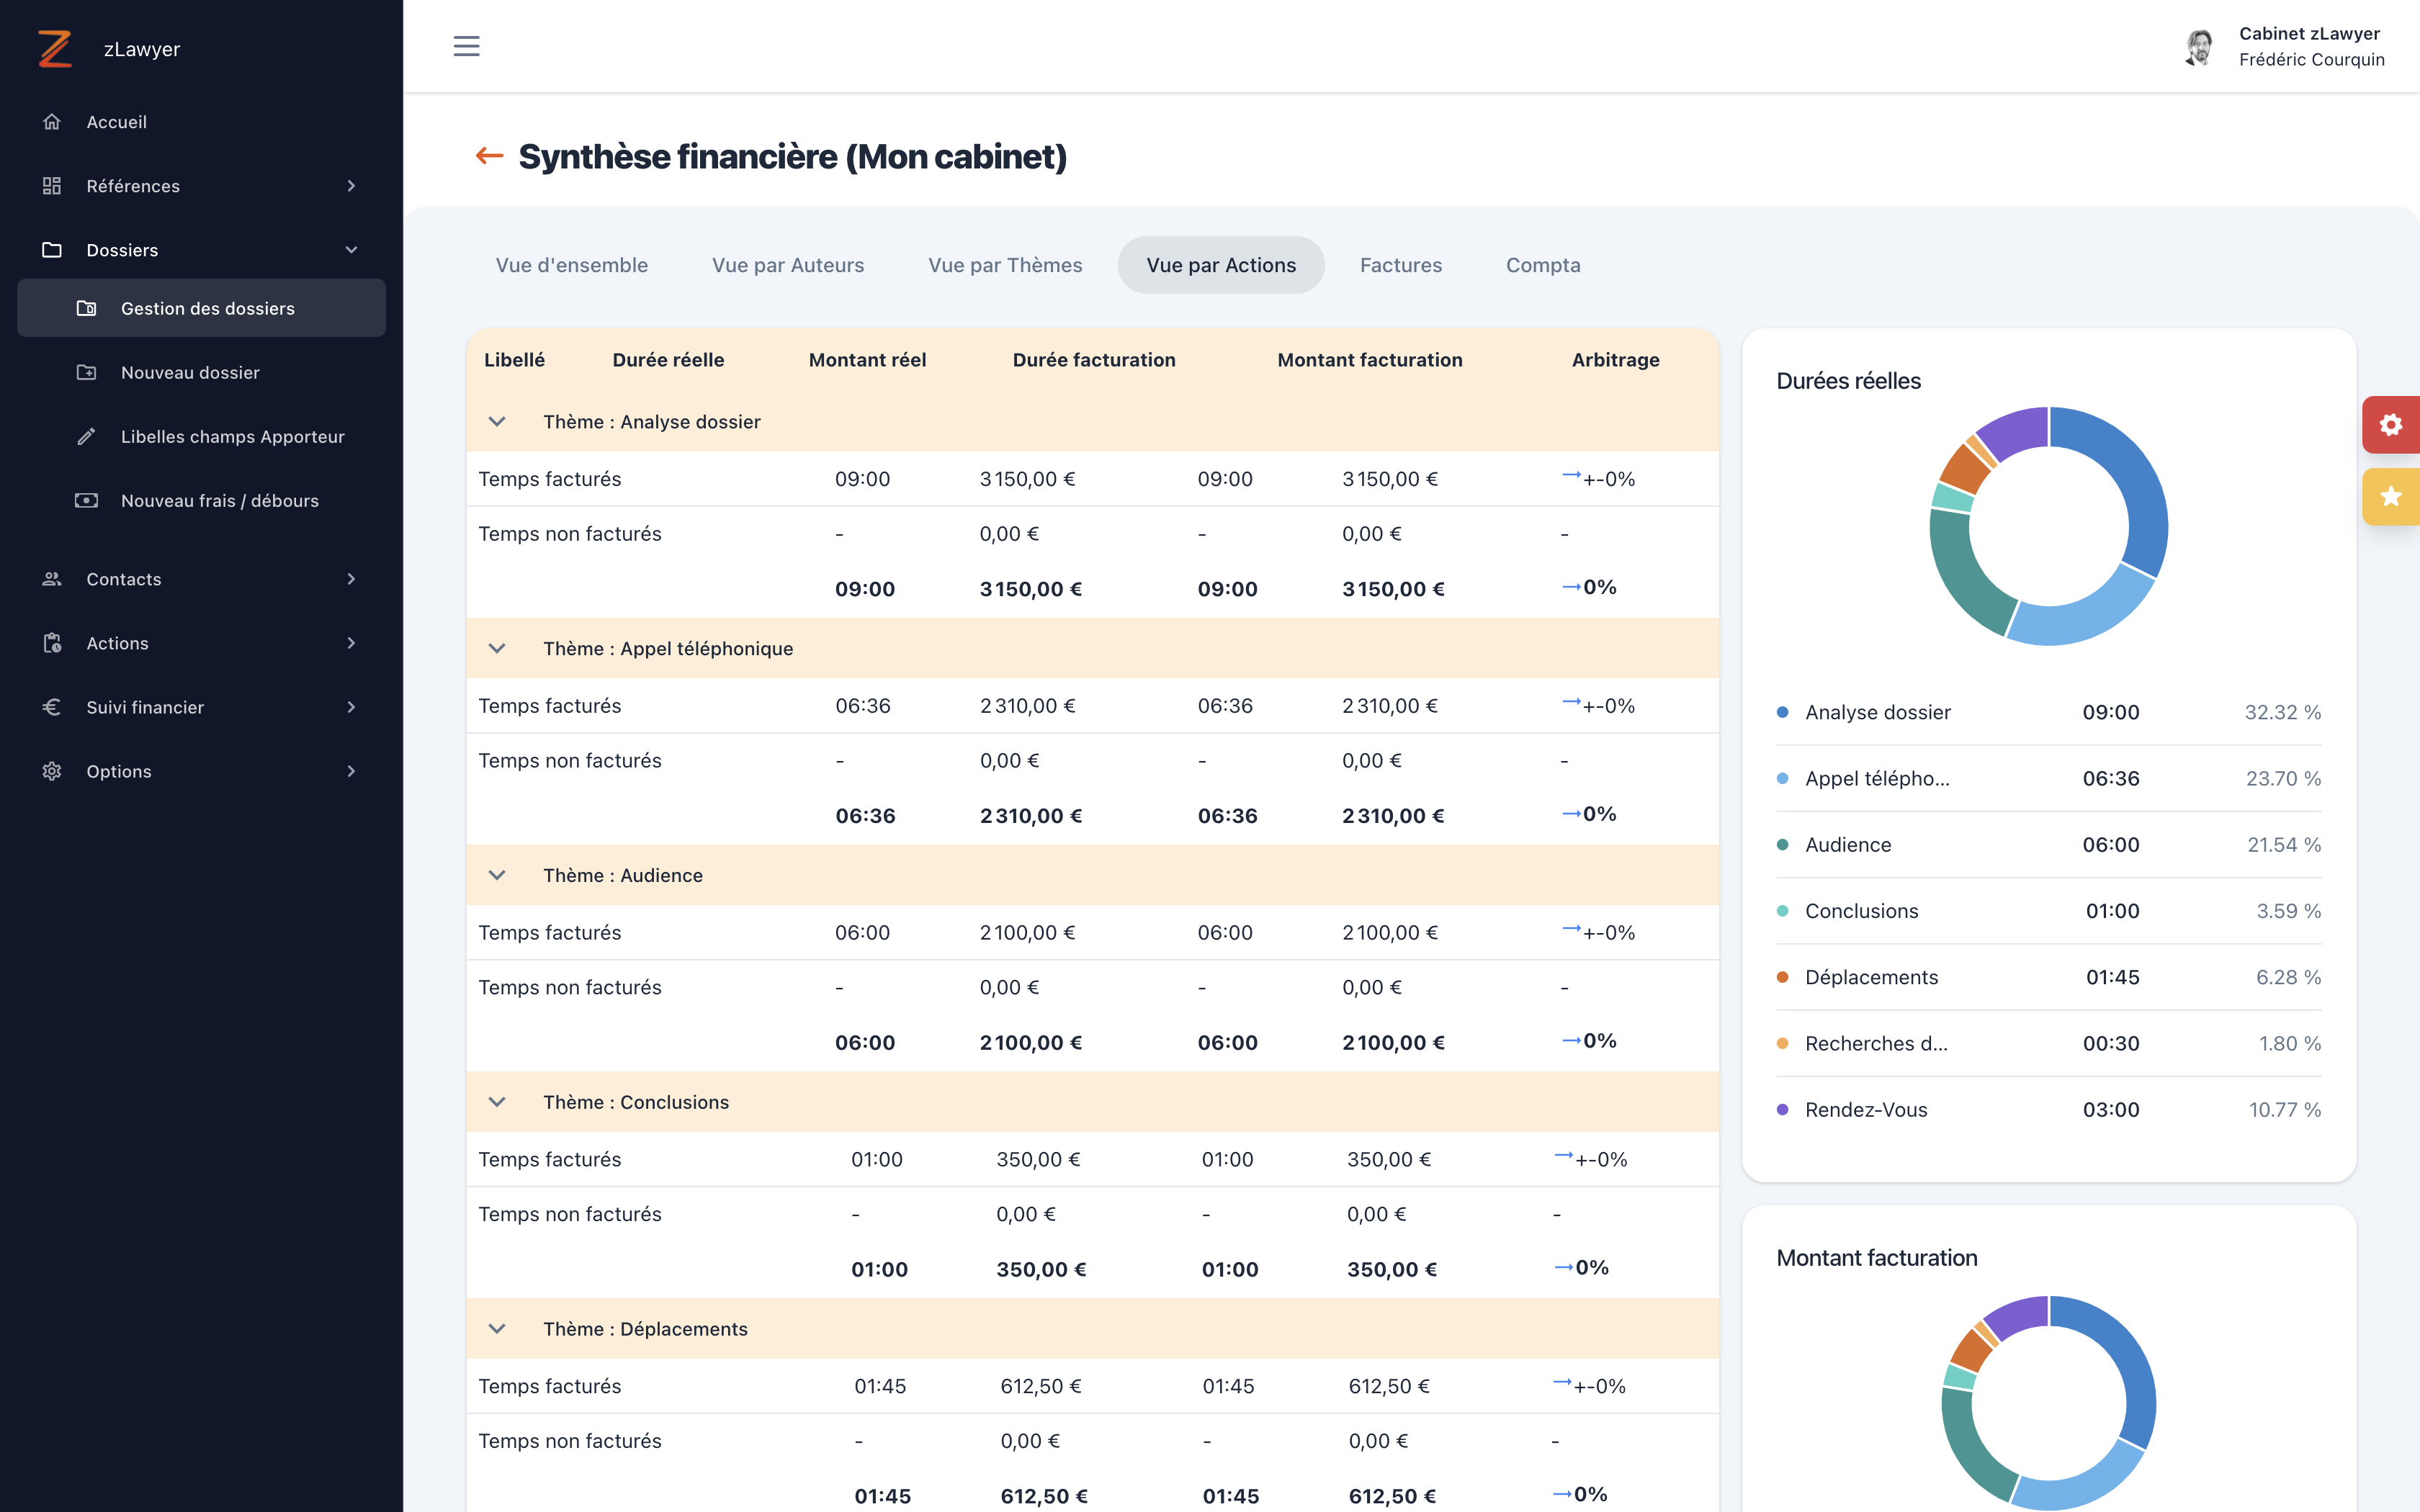 zLawyer
Accueil
Références
Dossiers
Gestion des dossiers
Nouveau dossier
Libelles champs Apporteur
Nouveau frais / débours
Contacts
Actions
Suivi financier
Options
Cabinet zLawyer
Frédéric Courquin
Synthèse financière (Mon cabinet)
Vue d'ensemble Vue par Auteurs Vue par Thèmes Vue par Actions Factures Compta
Libellé Durée réelle Montant réel Durée facturation Montant facturation Arbitrage
Thème : Analyse dossier
Temps facturés 09:00 3 150,00 € 09:00 3 150,00 € →+-0%
Temps non facturés - 0,00 € - 0,00 € -
09:00 3 150,00 € 09:00 3 150,00 € →0%
Thème : Appel téléphonique
Temps facturés 06:36 2 310,00 € 06:36 2 310,00 € →+-0%
Temps non facturés - 0,00 € - 0,00 € -
06:36 2 310,00 € 06:36 2 310,00 € →0%
Thème : Audience
Temps facturés 06:00 2 100,00 € 06:00 2 100,00 € →+-0%
Temps non facturés - 0,00 € - 0,00 € -
06:00 2 100,00 € 06:00 2 100,00 € →0%
Thème : Conclusions
Temps facturés 01:00 350,00 € 01:00 350,00 € →+-0%
Temps non facturés - 0,00 € - 0,00 € -
01:00 350,00 € 01:00 350,00 € →0%
Thème : Déplacements
Temps facturés 01:45 612,50 € 01:45 612,50 € →+-0%
Temps non facturés - 0,00 € - 0,00 € -
01:45 612,50 € 01:45 612,50 € →0%
Durées réelles
Analyse dossier 09:00 32.32 %
Appel télépho... 06:36 23.70 %
Audience 06:00 21.54 %
Conclusions 01:00 3.59 %
Déplacements 01:45 6.28 %
Recherches d... 00:30 1.80 %
Rendez-Vous 03:00 10.77 %
Montant facturation